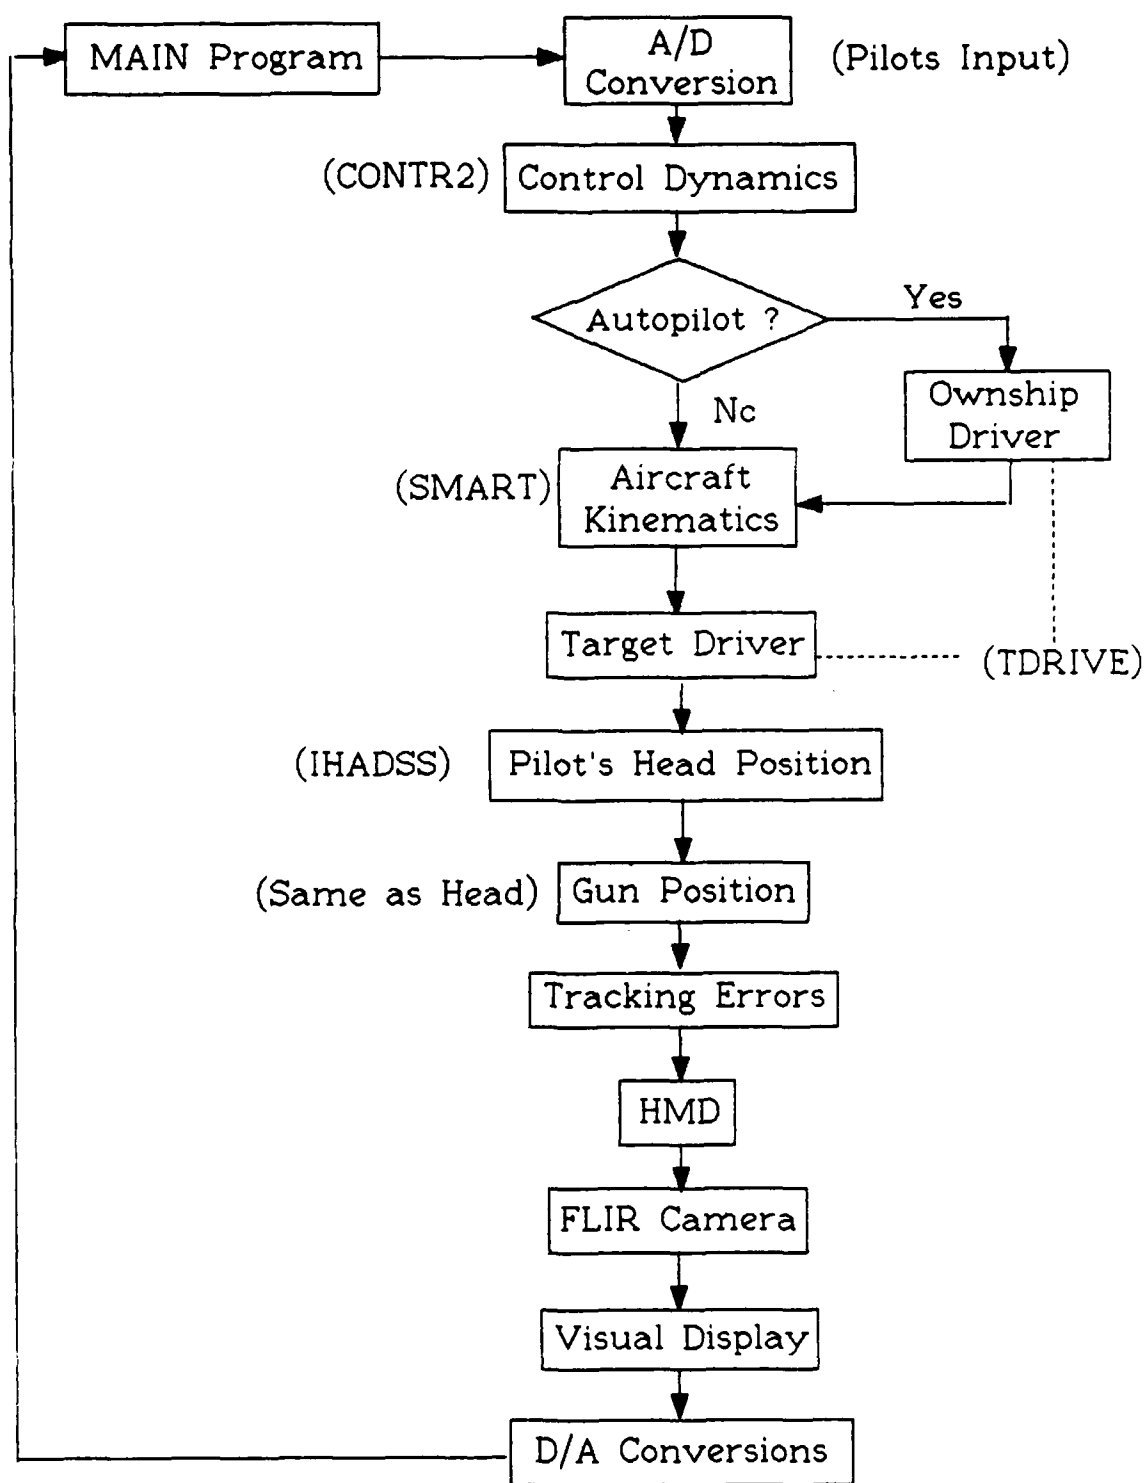 MAIN Program
A/D
Conversion
(Pilots Input)
(CONTR2)
Control Dynamics
Autopilot ?
Yes
Ownship
Driver
Nc
(SMART)
Aircraft
Kinematics
Target Driver
(TDRIVE)
(IHADSS)
Pilot's Head Position
(Same as Head)
Gun Position
Tracking Errors
HMD
FLIR Camera
Visual Display
D/A Conversions